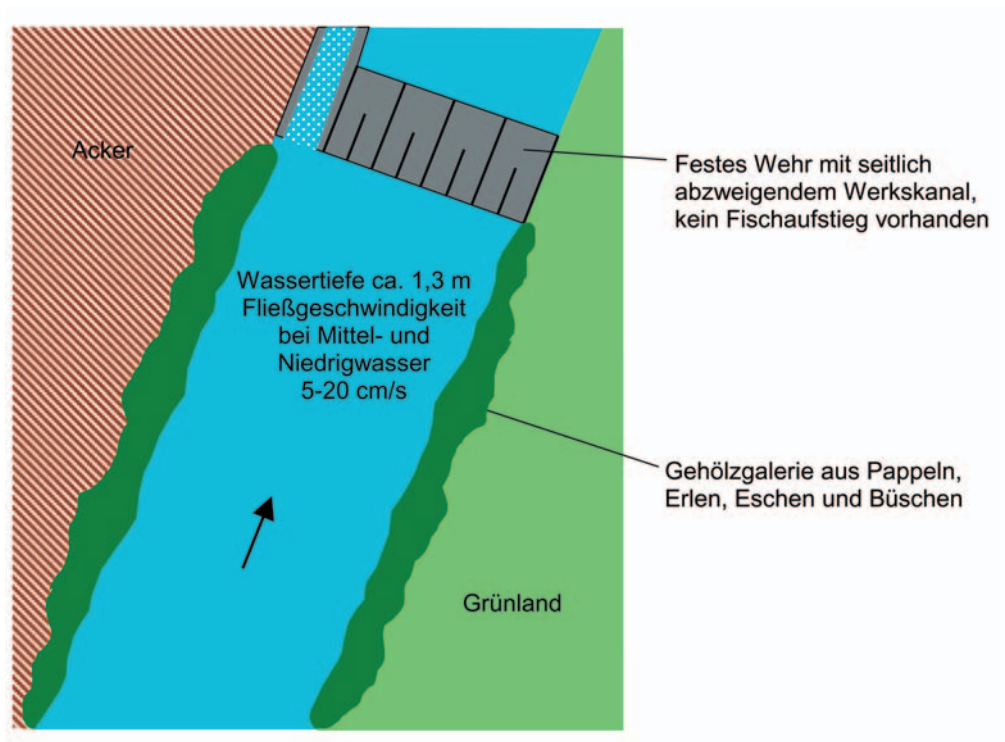 Acker
Festes Wehr mit seitlich
abzweigendem Werkskanal,
kein Fischaufstieg vorhanden
Wassertiefe ca. 1,3 m
Fließgeschwindigkeit
bei Mittel- und
Niedrigwasser
5-20 cm/s
Gehölzgalerie aus Pappeln,
Erlen, Eschen und Büschen
Grünland